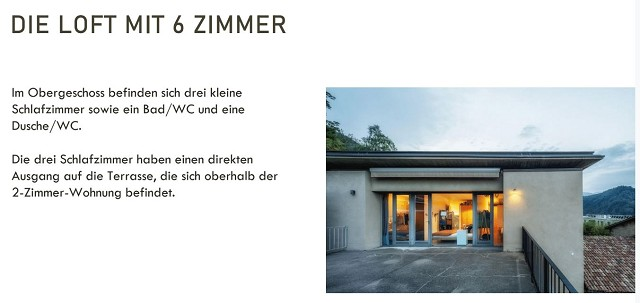 DIE LOFT MIT 6 ZIMMER
Im Obergeschoss befinden sich drei kleine
Schlafzimmer sowie ein Bad/WC und eine
Dusche/WC.
Die drei Schlafzimmer haben einen direkten
Ausgang auf die Terrasse, die sich oberhalb der
2-Zimmer-Wohnung befindet.